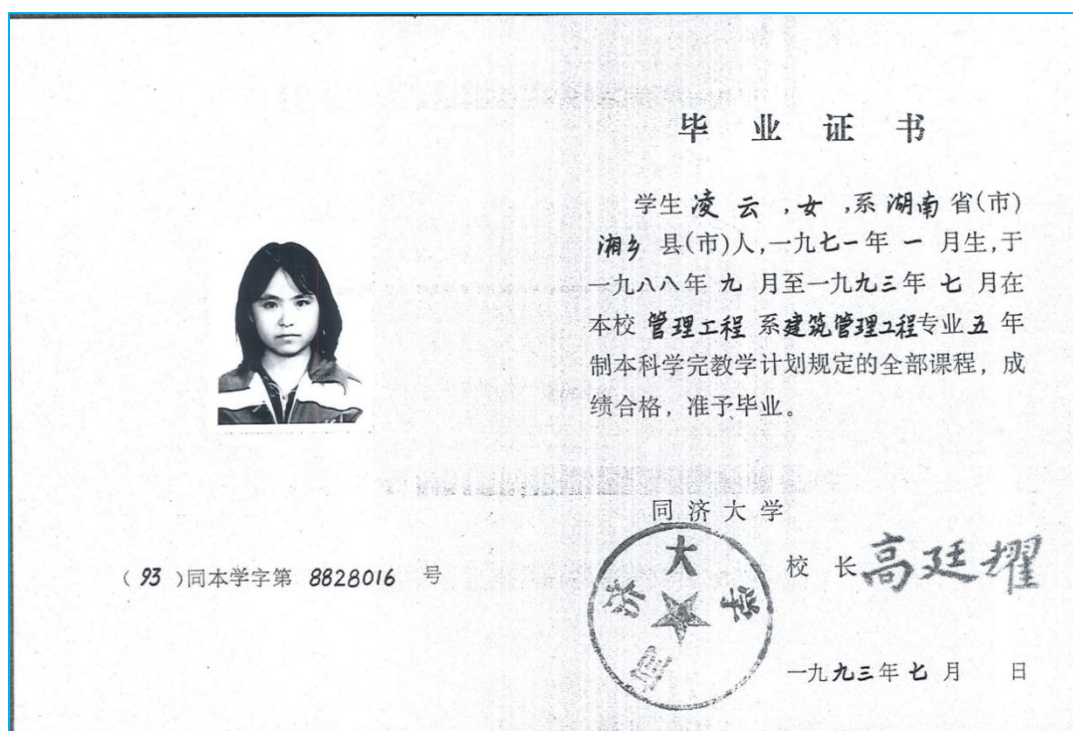 毕业证书
学生凌云,女,系湖南省(市)
湘乡县(市)人,一九七一年一月生,于
一九八八年九月至一九九三年七月在
本校管理工程系建筑管理工程专业五年
制本科学完教学计划规定的全部课程,成
绩合格,准予毕业。
同济大学
校长高廷耀
同济大学
一九九三年七月 日
(93)同本学字第 8828016 号